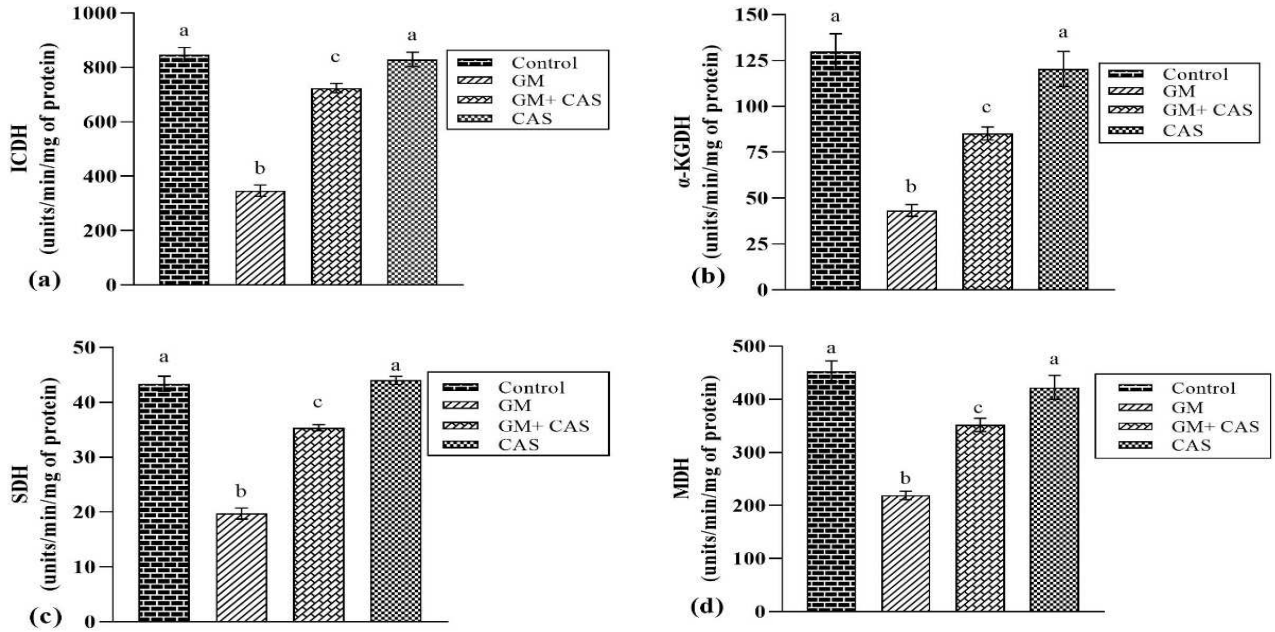 1000
800
600
400
200
0
ICDH
(units/min/mg of protein)
a
b
c
a
Control
GM
GM+ CAS
CAS
(a)
150
125
100
75
50
25
0
α-KGDH
(units/min/mg of protein)
a
b
c
a
Control
GM
GM+ CAS
CAS
(b)
50
40
30
20
10
0
SDH
(units/min/mg of protein)
a
b
c
a
Control
GM
GM+ CAS
CAS
(c)
500
400
300
200
100
0
MDH
(units/min/mg of protein)
a
b
c
a
Control
GM
GM+ CAS
CAS
(d)